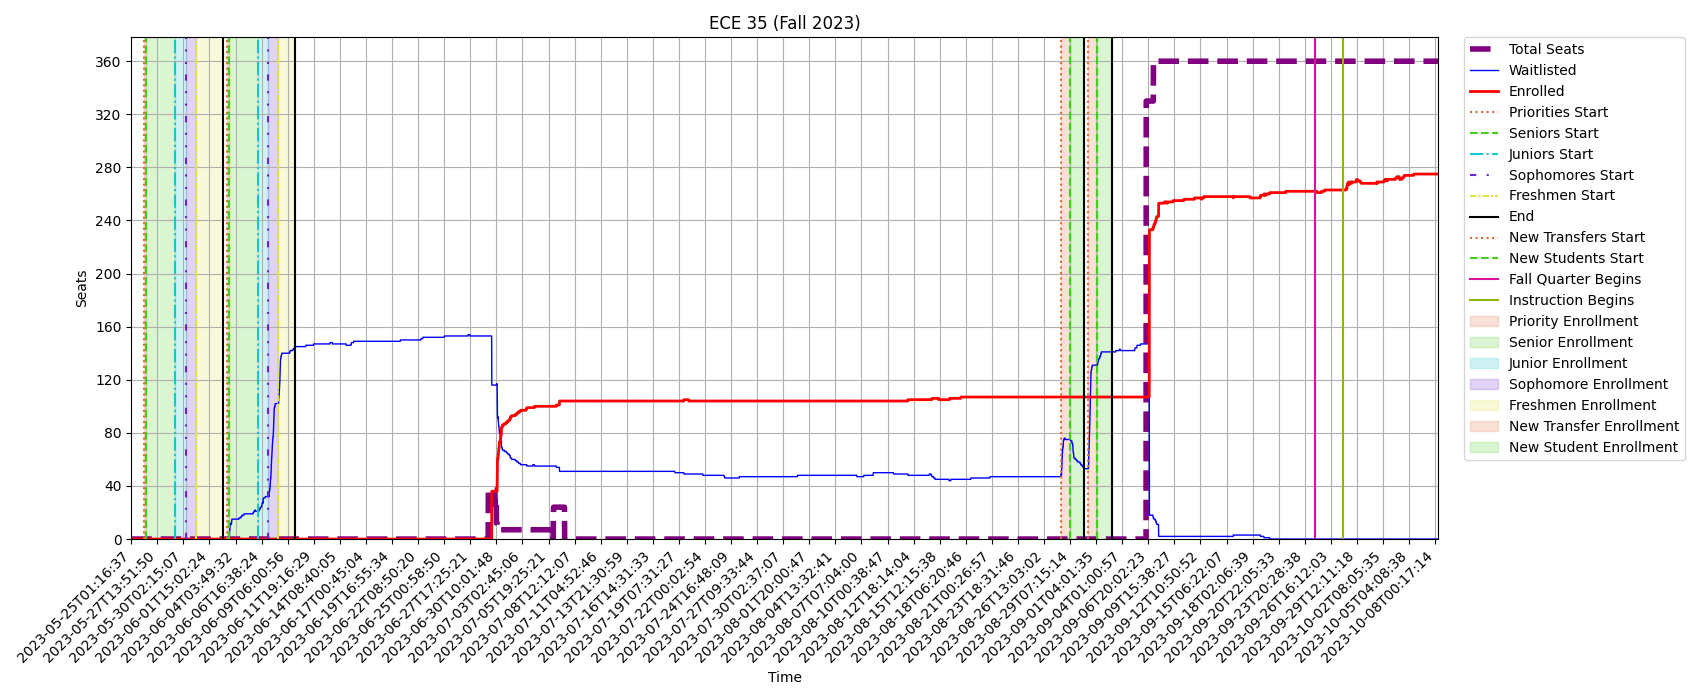 ECE 35 (Fall 2023)
Seats
360
320
280
240
200
160
120
80
40
0
2023-05-25T01:16:37
2023-05-27T13:51:50
2023-05-30T02:15:07
2023-06-01T15:02:24
2023-06-04T03:49:32
2023-06-06T16:38:24
2023-06-09T06:00:56
2023-06-11T19:16:29
2023-06-14T08:40:05
2023-06-17T00:45:04
2023-06-19T16:55:34
2023-06-22T08:50:20
2023-06-25T00:58:50
2023-06-27T17:25:21
2023-06-30T10:01:48
2023-07-03T02:45:06
2023-07-05T19:25:21
2023-07-08T12:12:07
2023-07-11T04:52:46
2023-07-13T21:30:59
2023-07-16T14:31:33
2023-07-19T07:31:27
2023-07-22T00:02:54
2023-07-24T16:48:09
2023-07-27T09:33:44
2023-07-30T02:37:07
2023-08-01T20:00:47
2023-08-04T13:32:37
2023-08-07T07:04:00
2023-08-10T00:38:47
2023-08-12T18:14:04
2023-08-15T12:15:38
2023-08-18T06:20:46
2023-08-21T00:26:57
2023-08-23T18:31:46
2023-08-26T13:03:02
2023-08-29T07:15:14
2023-09-01T04:01:35
2023-09-04T01:00:57
2023-09-06T20:02:23
2023-09-09T15:38:27
2023-09-12T10:50:52
2023-09-15T06:22:07
2023-09-18T02:06:39
2023-09-20T22:05:33
2023-09-23T20:28:38
2023-09-26T16:12:03
2023-09-29T12:11:18
2023-10-02T08:05:35
2023-10-05T04:08:38
2023-10-08T00:17:14
Time
Total Seats
Waitlisted
Enrolled
Priorities Start
Seniors Start
Juniors Start
Sophomores Start
Freshmen Start
End
New Transfers Start
New Students Start
Fall Quarter Begins
Instruction Begins
Priority Enrollment
Senior Enrollment
Junior Enrollment
Sophomore Enrollment
Freshmen Enrollment
New Transfer Enrollment
New Student Enrollment